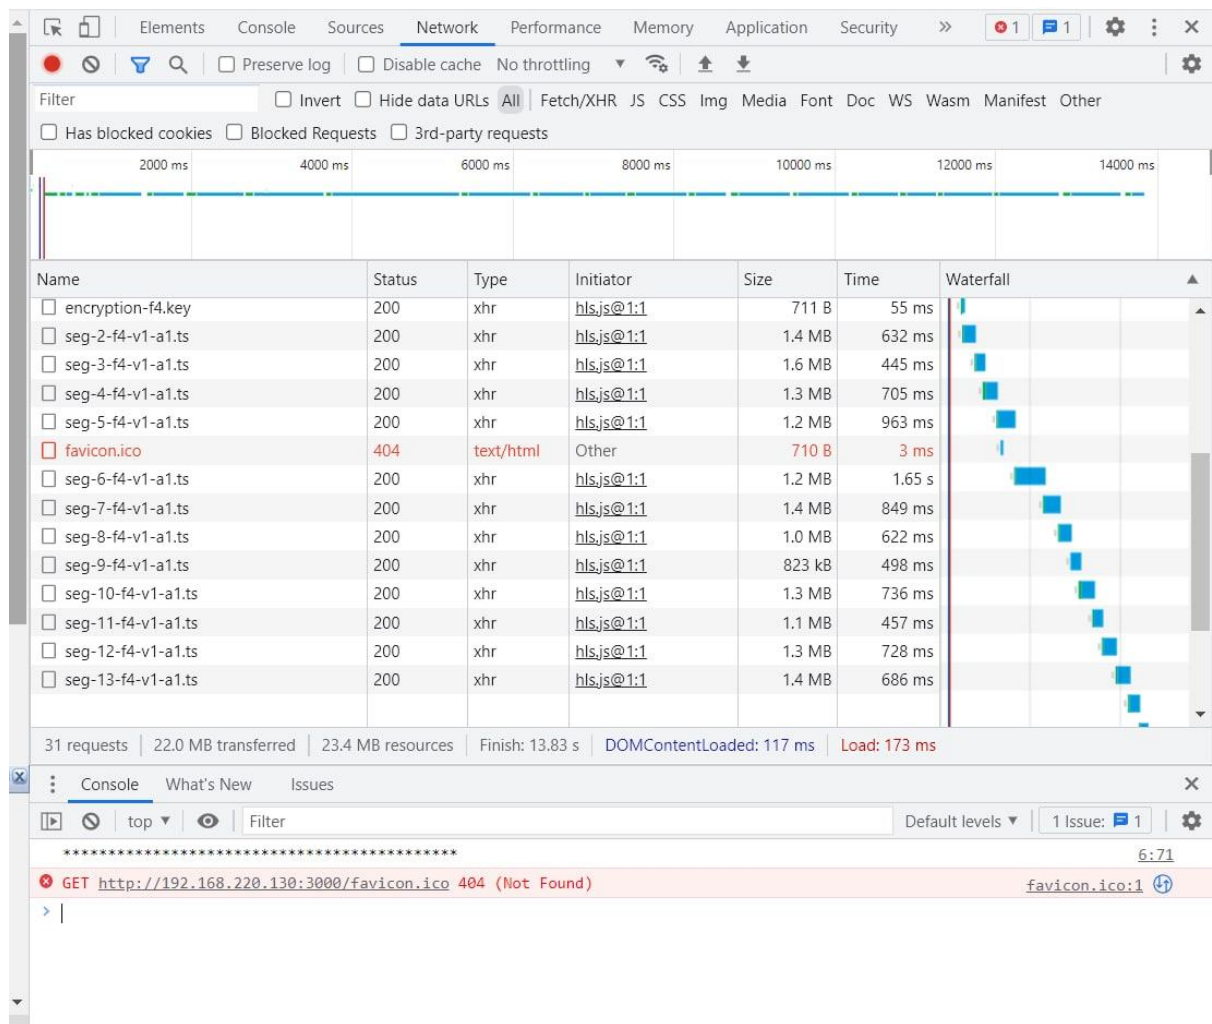 Elements Console Sources Network Performance Memory Application Security » 1 1
Preserve log Disable cache No throttling
Filter Invert Hide data URLs All Fetch/XHR JS CSS Img Media Font Doc WS Wasm Manifest Other
Has blocked cookies Blocked Requests 3rd-party requests
2000 ms 4000 ms 6000 ms 8000 ms 10000 ms 12000 ms 14000 ms
Name Status Type Initiator Size Time Waterfall
encryption-f4.key 200 xhr hls.js@1:1 711 B 55 ms
seg-2-f4-v1-a1.ts 200 xhr hls.js@1:1 1.4 MB 632 ms
seg-3-f4-v1-a1.ts 200 xhr hls.js@1:1 1.6 MB 445 ms
seg-4-f4-v1-a1.ts 200 xhr hls.js@1:1 1.3 MB 705 ms
seg-5-f4-v1-a1.ts 200 xhr hls.js@1:1 1.2 MB 963 ms
favicon.ico 404 text/html Other 710 B 3 ms
seg-6-f4-v1-a1.ts 200 xhr hls.js@1:1 1.2 MB 1.65 s
seg-7-f4-v1-a1.ts 200 xhr hls.js@1:1 1.4 MB 849 ms
seg-8-f4-v1-a1.ts 200 xhr hls.js@1:1 1.0 MB 622 ms
seg-9-f4-v1-a1.ts 200 xhr hls.js@1:1 823 kB 498 ms
seg-10-f4-v1-a1.ts 200 xhr hls.js@1:1 1.3 MB 736 ms
seg-11-f4-v1-a1.ts 200 xhr hls.js@1:1 1.1 MB 457 ms
seg-12-f4-v1-a1.ts 200 xhr hls.js@1:1 1.3 MB 728 ms
seg-13-f4-v1-a1.ts 200 xhr hls.js@1:1 1.4 MB 686 ms
31 requests 22.0 MB transferred 23.4 MB resources Finish: 13.83 s DOMContentLoaded: 117 ms Load: 173 ms
Console What's New Issues
top Filter Default levels 1 Issue: 1
******************************************** 6:71
GET http://192.168.220.130:3000/favicon.ico 404 (Not Found) favicon.ico:1
>